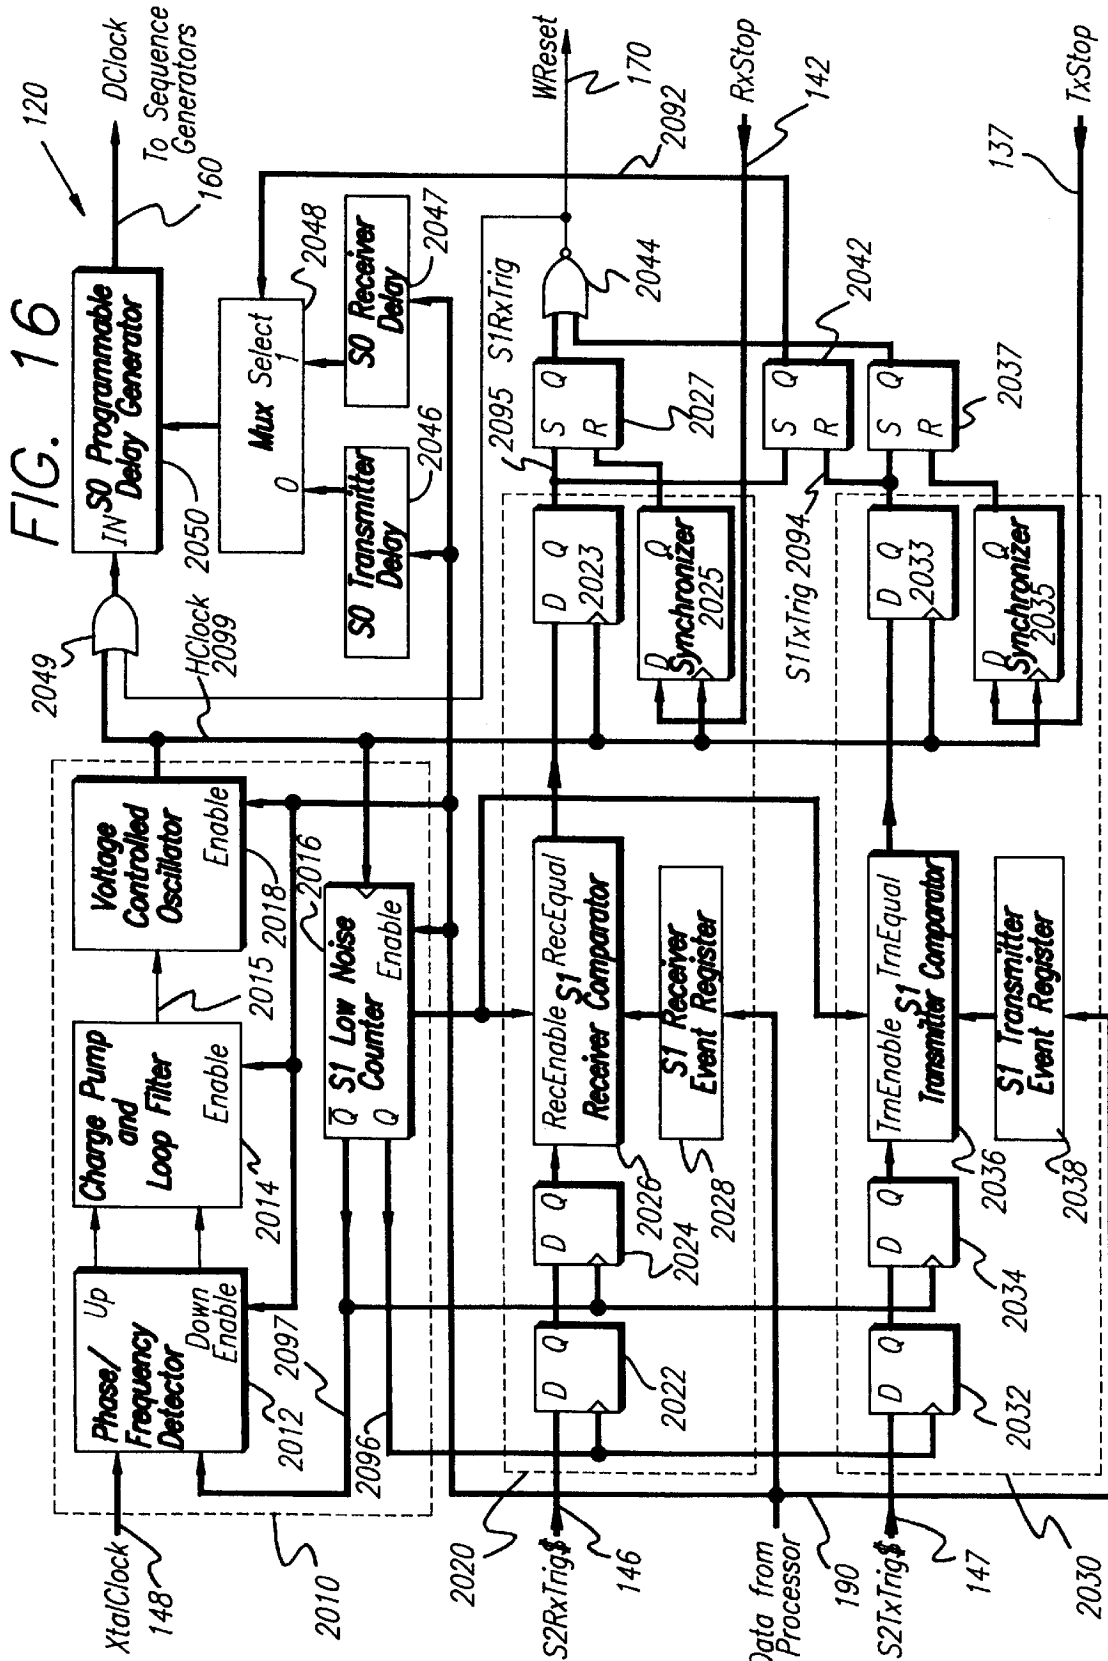 FIG. 16
120
XtalClock
148
2010
Phase/
Frequency
Detector
Up
Down
Enable
2012
Charge Pump
and
Loop Filter
Enable
2014
2015
Voltage
Controlled
Oscillator
Enable
2018
2016
S1 Low Noise
Counter
Enable
Q
Q
2097
2096
2049
HClock
2099
IN
S0 Programmable
Delay Generator
2050
DClock
To Sequence
Generators
160
Mux Select
0
1
2048
S0 Transmitter
Delay
2046
S0 Receiver
Delay
2047
WReset
170
RxStop
142
2092
S2RxTrig$
146
2020
D Q
2022
D Q
2024
RecEnable RecEqual
S1
Receiver Comparator
2026
S1 Receiver
Event Register
2028
D Q
2023
D Q
Synchronizer
2025
2095
S1RxTrig
S Q
R
2027
2044
S Q
R
2042
S1TxTrig 2094
S Q
R
2037
Data from
Processor
190
S2TxTrig$
147
2030
D Q
2032
D Q
2034
TrnEnable TrnEqual
S1
Transmitter Comparator
2036
S1 Transmitter
Event Register
2038
D Q
2033
D Q
Synchronizer
2035
137
TxStop